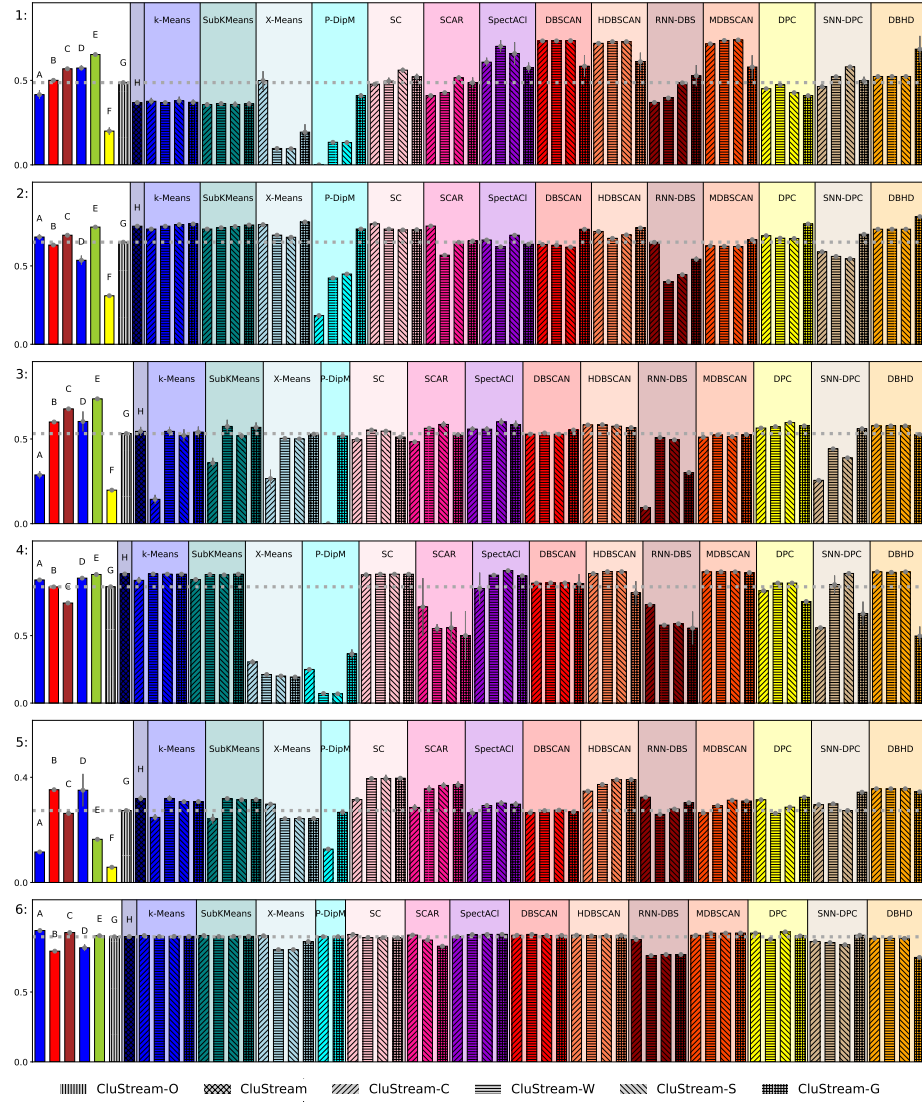 1:
A
B
C
D
E
F
G
H
k-Means
SubKMeans
X-Means
P-DipM
SC
SCAR
SpectACl
DBSCAN
HDBSCAN
RNN-DBS
MDBSCAN
DPC
SNN-DPC
DBHD
0.5
0.0
2:
A
B
C
D
E
F
G
H
k-Means
SubKMeans
X-Means
P-DipM
SC
SCAR
SpectACl
DBSCAN
HDBSCAN
RNN-DBS
MDBSCAN
DPC
SNN-DPC
DBHD
0.5
0.0
3:
A
B
C
D
E
F
G
H
k-Means
SubKMeans
X-Means
P-DipM
SC
SCAR
SpectACl
DBSCAN
HDBSCAN
RNN-DBS
MDBSCAN
DPC
SNN-DPC
DBHD
0.5
0.0
4:
A
B
C
D
E
F
G
H
k-Means
SubKMeans
X-Means
P-DipM
SC
SCAR
SpectACl
DBSCAN
HDBSCAN
RNN-DBS
MDBSCAN
DPC
SNN-DPC
DBHD
0.5
0.0
5:
A
B
C
D
E
F
G
H
k-Means
SubKMeans
X-Means
P-DipM
SC
SCAR
SpectACl
DBSCAN
HDBSCAN
RNN-DBS
MDBSCAN
DPC
SNN-DPC
DBHD
0.4
0.0
6:
A
B
C
D
E
F
G
H
k-Means
SubKMeans
X-Means
P-DipM
SC
SCAR
SpectACl
DBSCAN
HDBSCAN
RNN-DBS
MDBSCAN
DPC
SNN-DPC
DBHD
0.5
0.0
CluStream-O CluStream CluStream-C CluStream-W CluStream-S CluStream-G